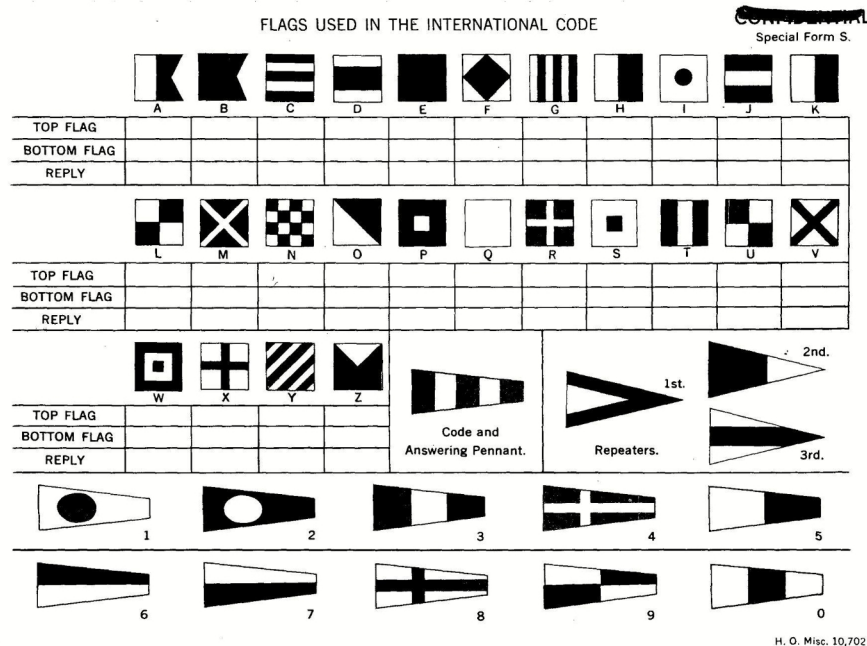 FLAGS USED IN THE INTERNATIONAL CODE
CONFIDENTIAL
Special Form S.
A B C D E F G H I J K
TOP FLAG
BOTTOM FLAG
REPLY
L M N O P Q R S T U V
TOP FLAG
BOTTOM FLAG
REPLY
W X Y Z
TOP FLAG
BOTTOM FLAG
REPLY
Code and
Answering Pennant.
1st.
Repeaters.
2nd.
3rd.
1 2 3 4 5
6 7 8 9 0
H. O. Misc. 10,702